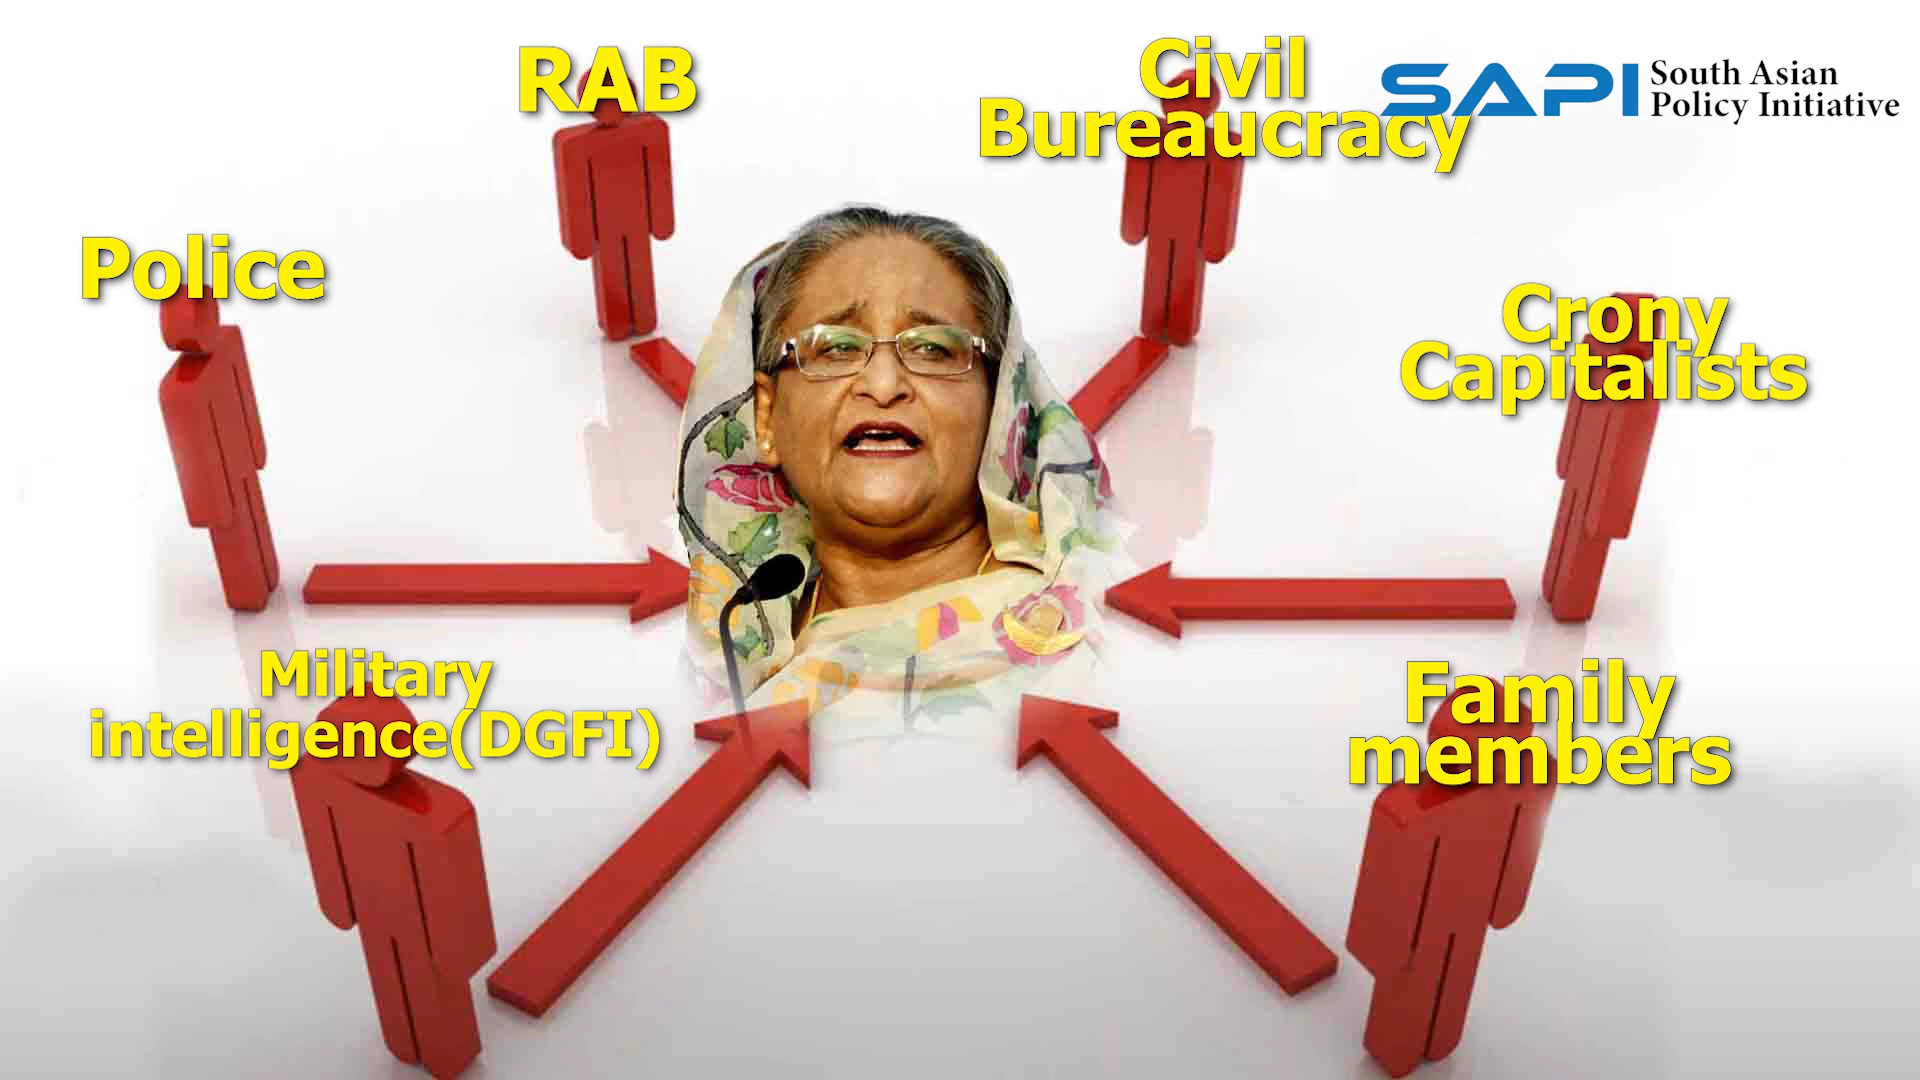 RAB
Civil
Bureaucracy
SAPI
South Asian
Policy Initiative
Police
Crony
Capitalists
Military
intelligence(DGFI)
Family
members